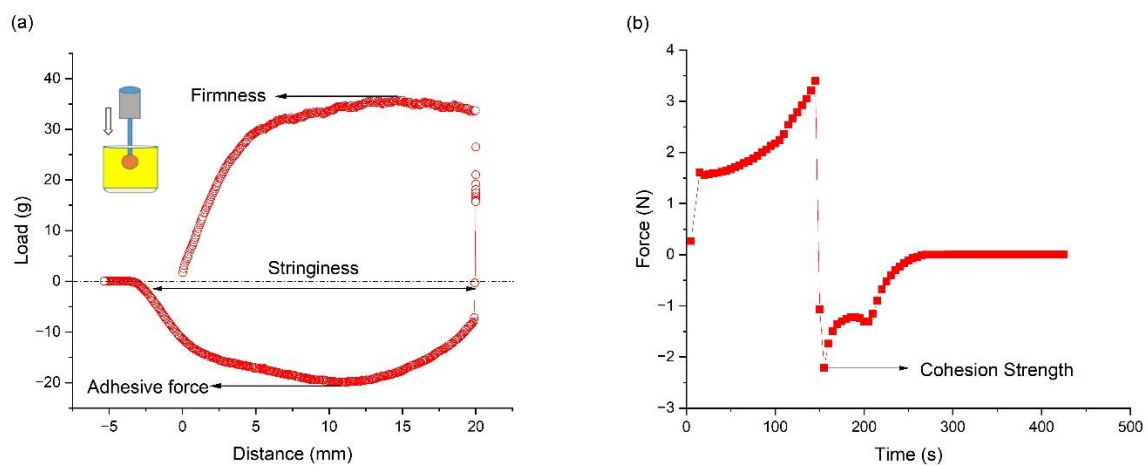 (a)
Load (g)
40
30
20
10
0
−10
−20
−5
0
5
10
15
20
Distance (mm)
Firmness
Stringiness
Adhesive force
(b)
Force (N)
4
3
2
1
0
−1
−2
−3
0
100
200
300
400
500
Time (s)
Cohesion Strength